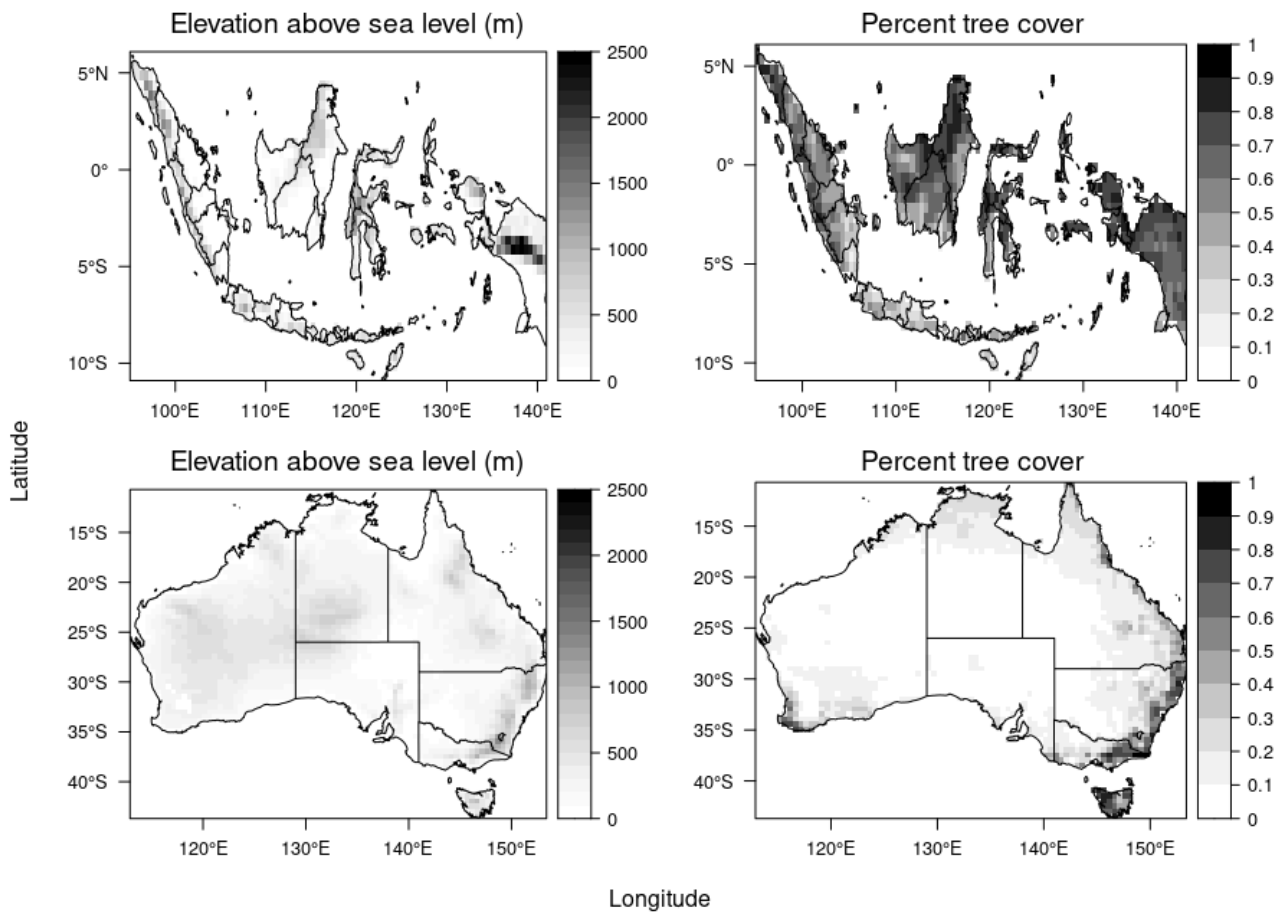 Elevation above sea level (m)
Percent tree cover
5°N
0°
5°S
10°S
100°E 110°E 120°E 130°E 140°E
2500
2000
1500
1000
500
0
5°N
0°
5°S
10°S
100°E 110°E 120°E 130°E 140°E
1
0.9
0.8
0.7
0.6
0.5
0.4
0.3
0.2
0.1
0
Latitude
Elevation above sea level (m)
Percent tree cover
15°S
20°S
25°S
30°S
35°S
40°S
120°E 130°E 140°E 150°E
2500
2000
1500
1000
500
0
15°S
20°S
25°S
30°S
35°S
40°S
120°E 130°E 140°E 150°E
1
0.9
0.8
0.7
0.6
0.5
0.4
0.3
0.2
0.1
0
Longitude